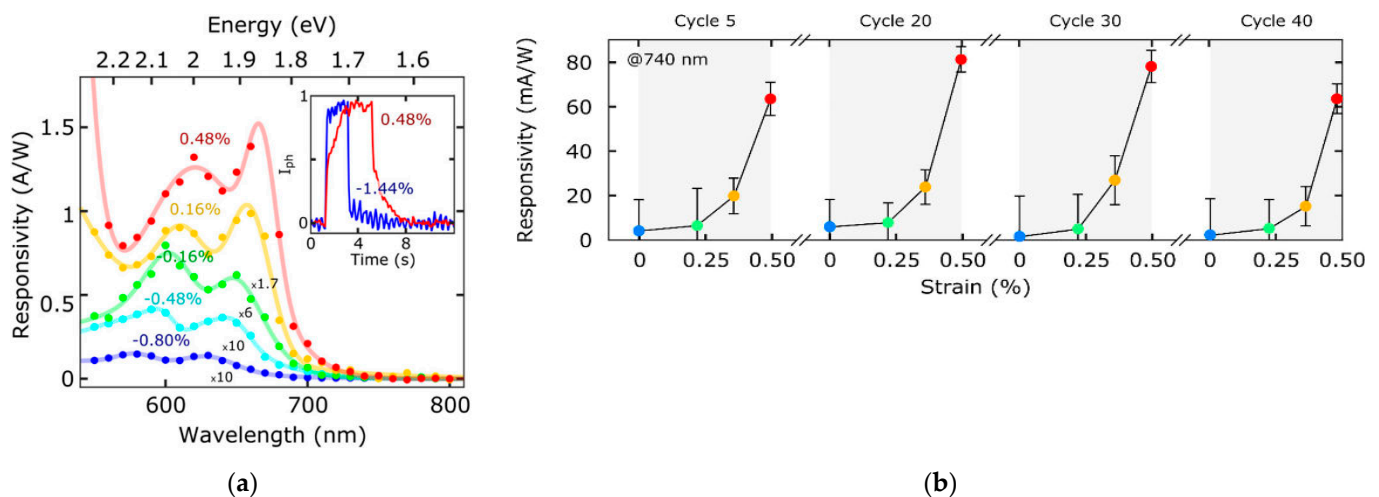 Energy (eV)
2.2 2.1 2 1.9 1.8 1.7 1.6
Responsivity (A/W)
1.5
1
0.5
0
0.48%
0.16%
-0.16%
-0.48%
-0.80%
x1.7
x6
x10
x10
600 700 800
Wavelength (nm)
1
I_ph
0
0.48%
-1.44%
0 4 8
Time (s)
(a)
Cycle 5 Cycle 20 Cycle 30 Cycle 40
@740 nm
Responsivity (mA/W)
80
60
40
20
0
0 0.25 0.50 0 0.25 0.50 0 0.25 0.50 0 0.25 0.50
Strain (%)
(b)